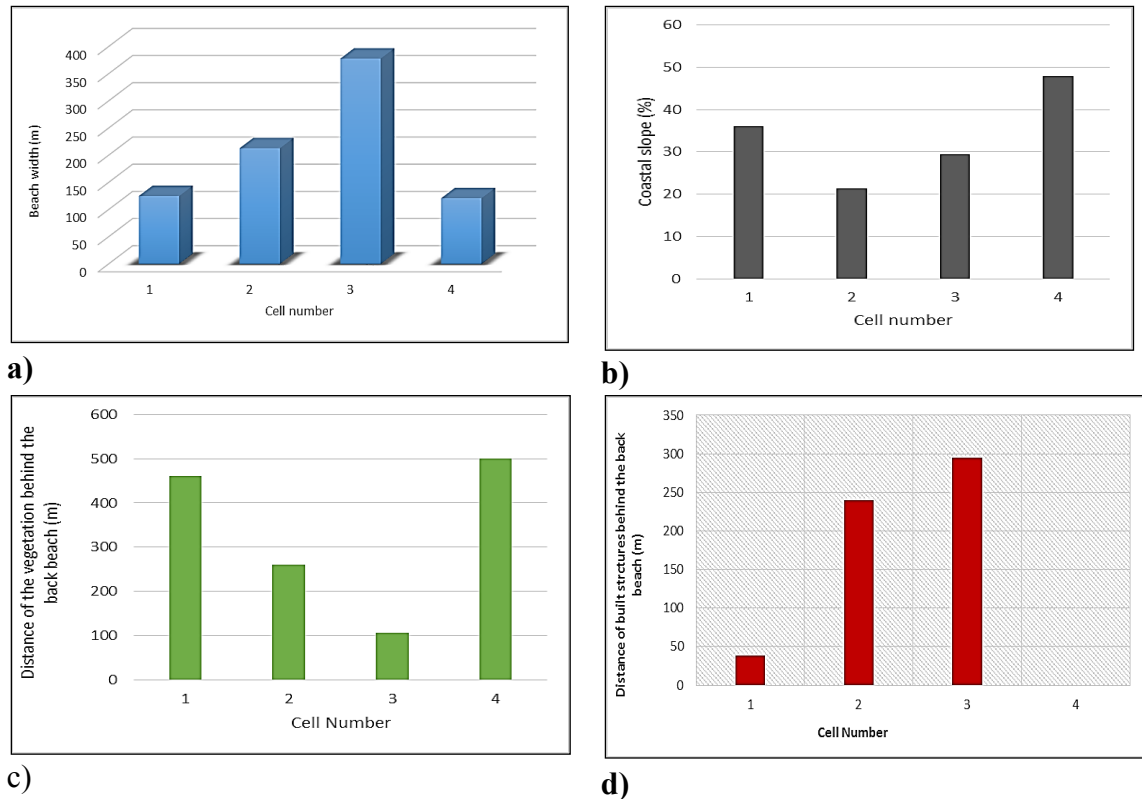 400
350
300
250
200
150
100
50
0
Beach width (m)
1 2 3 4
Cell number
a)
60
50
40
30
20
10
0
Coastal slope (%)
1 2 3 4
Cell number
b)
600
500
400
300
200
100
0
Distance of the vegetation behind the
back beach (m)
1 2 3 4
Cell Number
c)
350
300
250
200
150
100
50
0
Distance of built strctures behind the back
beach (m)
1 2 3 4
Cell Number
d)